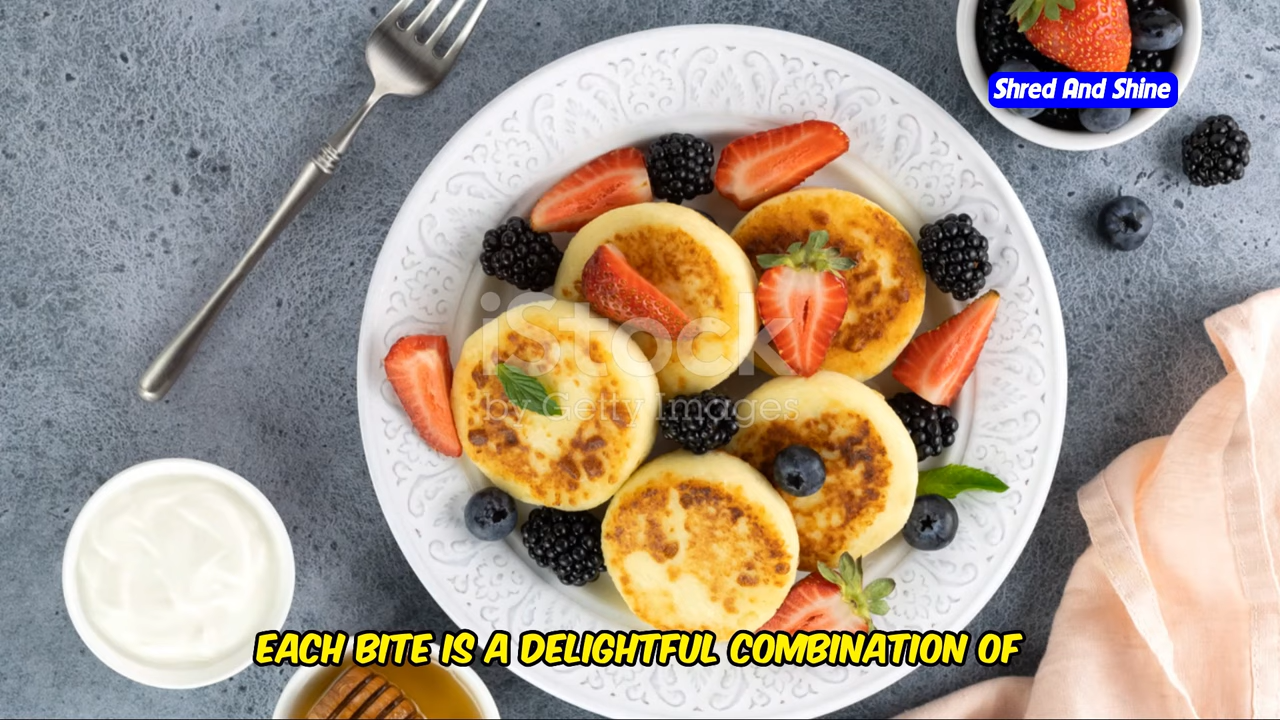 Shred And Shine
iStock
by Getty Images
EACH BITE IS A DELIGHTFUL COMBINATION OF